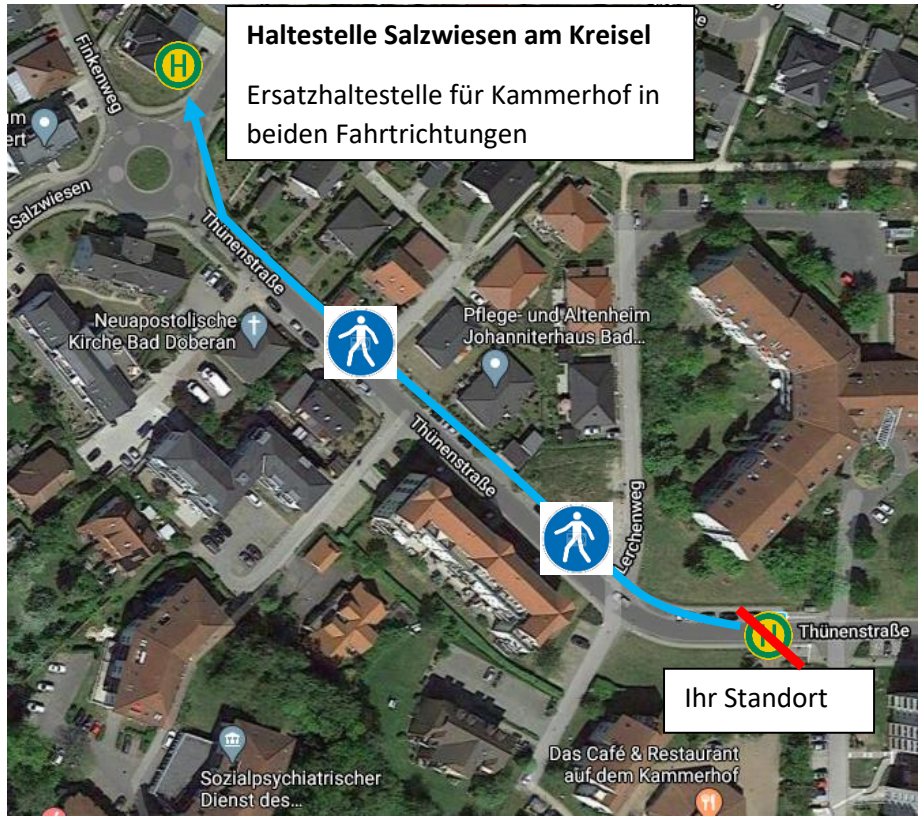 Haltestelle Salzwiesen am Kreisel
Ersatzhaltestelle für Kammerhof in
beiden Fahrtrichtungen
H
Finkenweg
Salzwiesen
Thünenstraße
Neuapostolische
Kirche Bad Doberan
Pflege- und Altenheim
Johanniterhaus Bad...
Thünenstraße
Lerchenweg
H
Thünenstraße
Ihr Standort
Das Café & Restaurant
auf dem Kammerhof
Sozialpsychiatrischer
Dienst des...